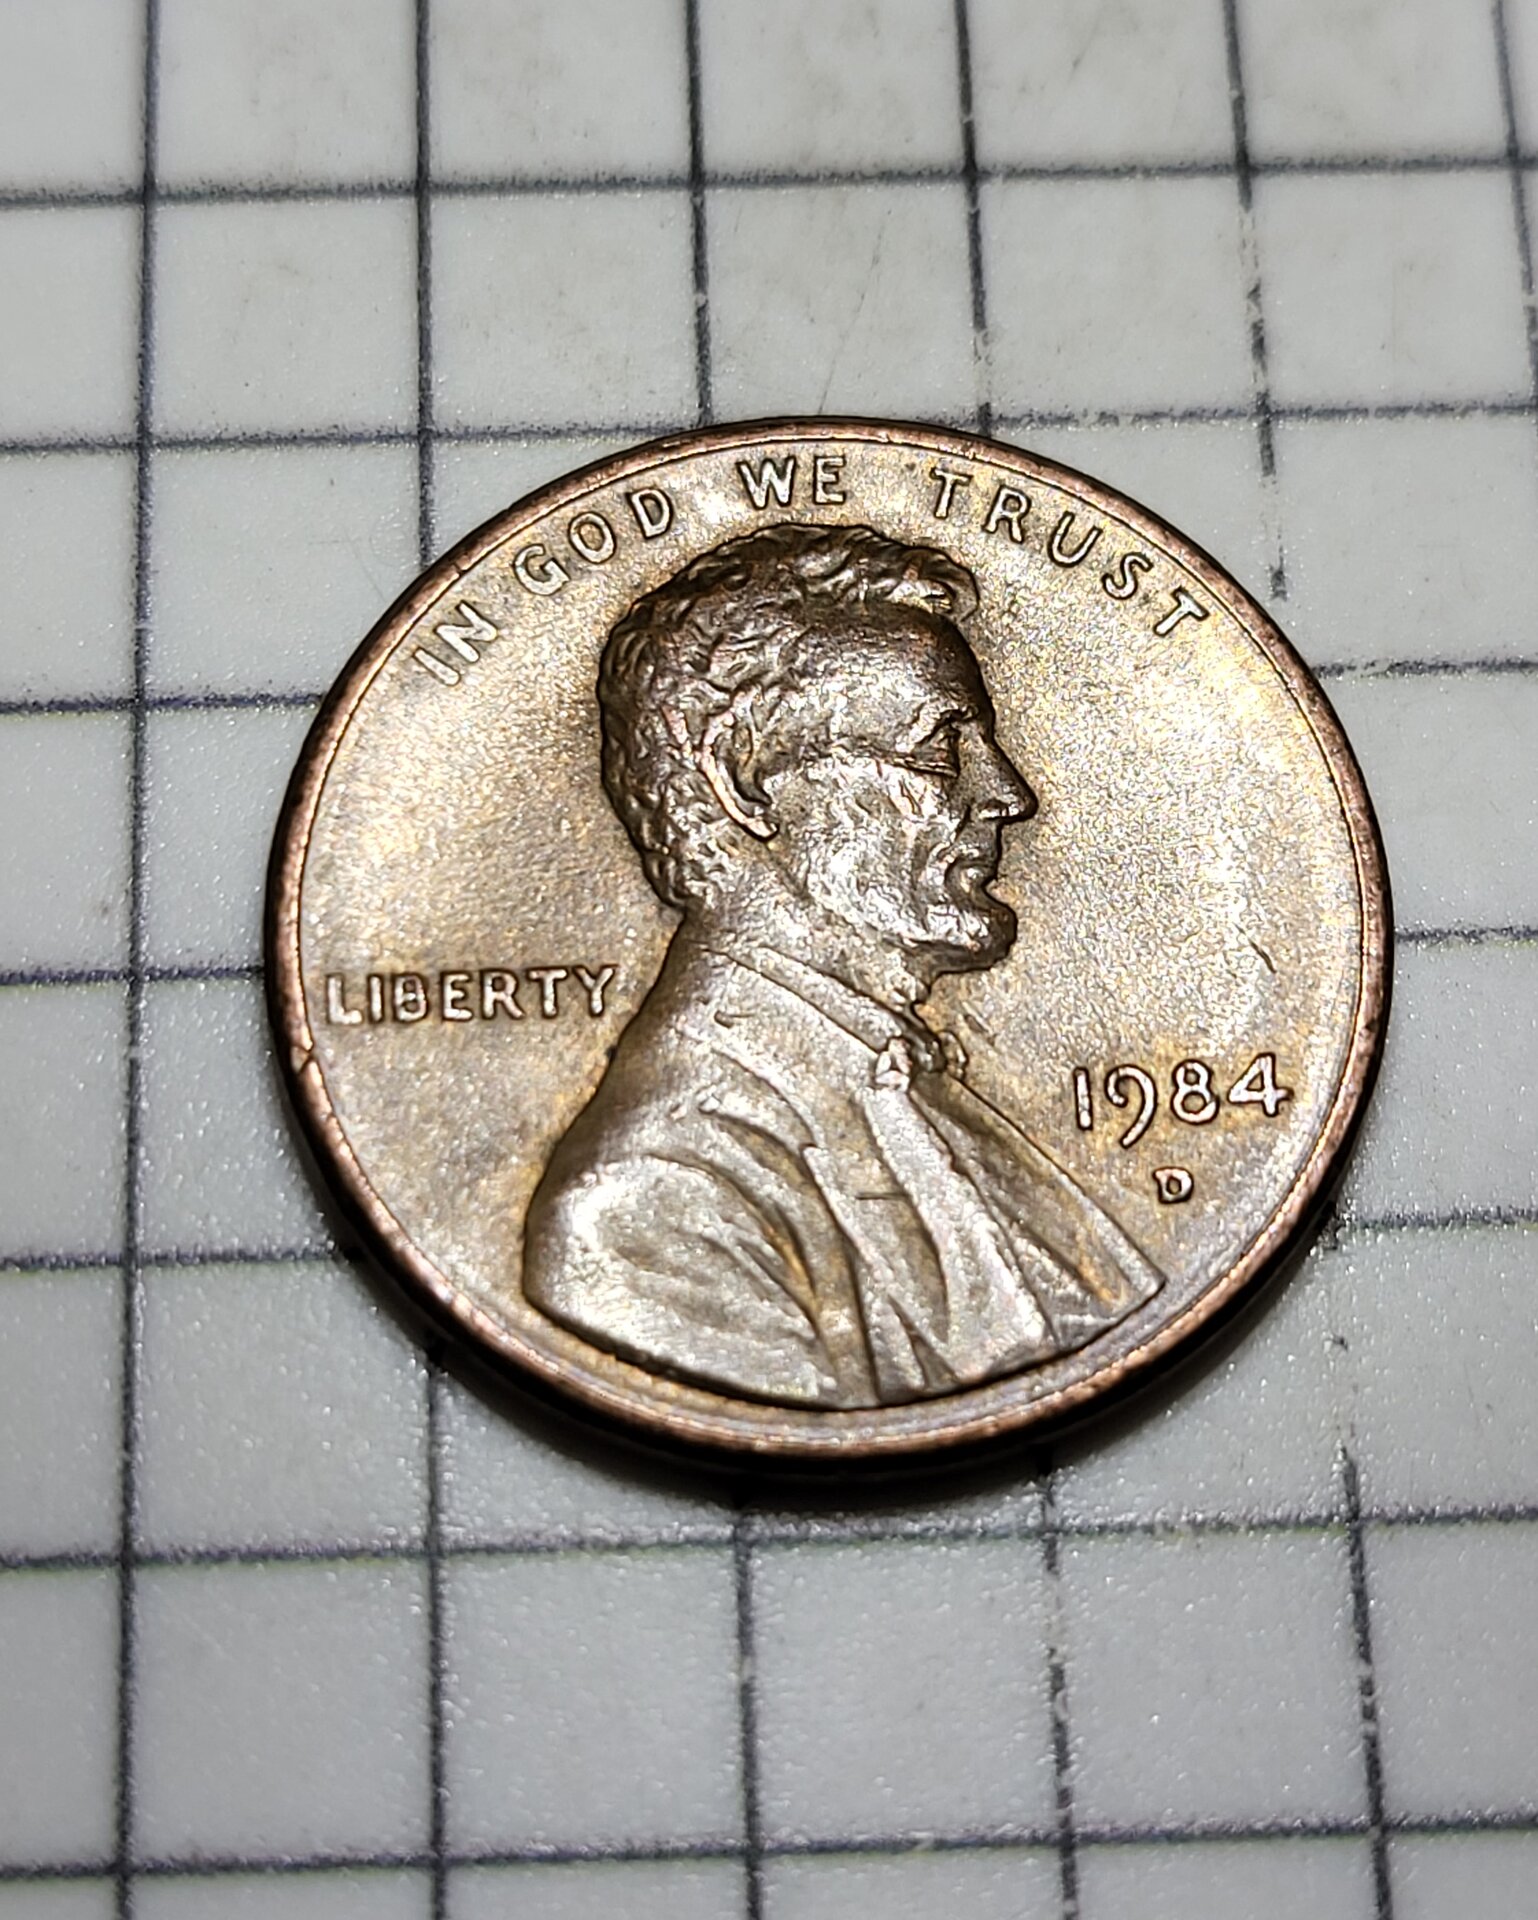 IN GOD WE TRUST
LIBERTY
1984
D